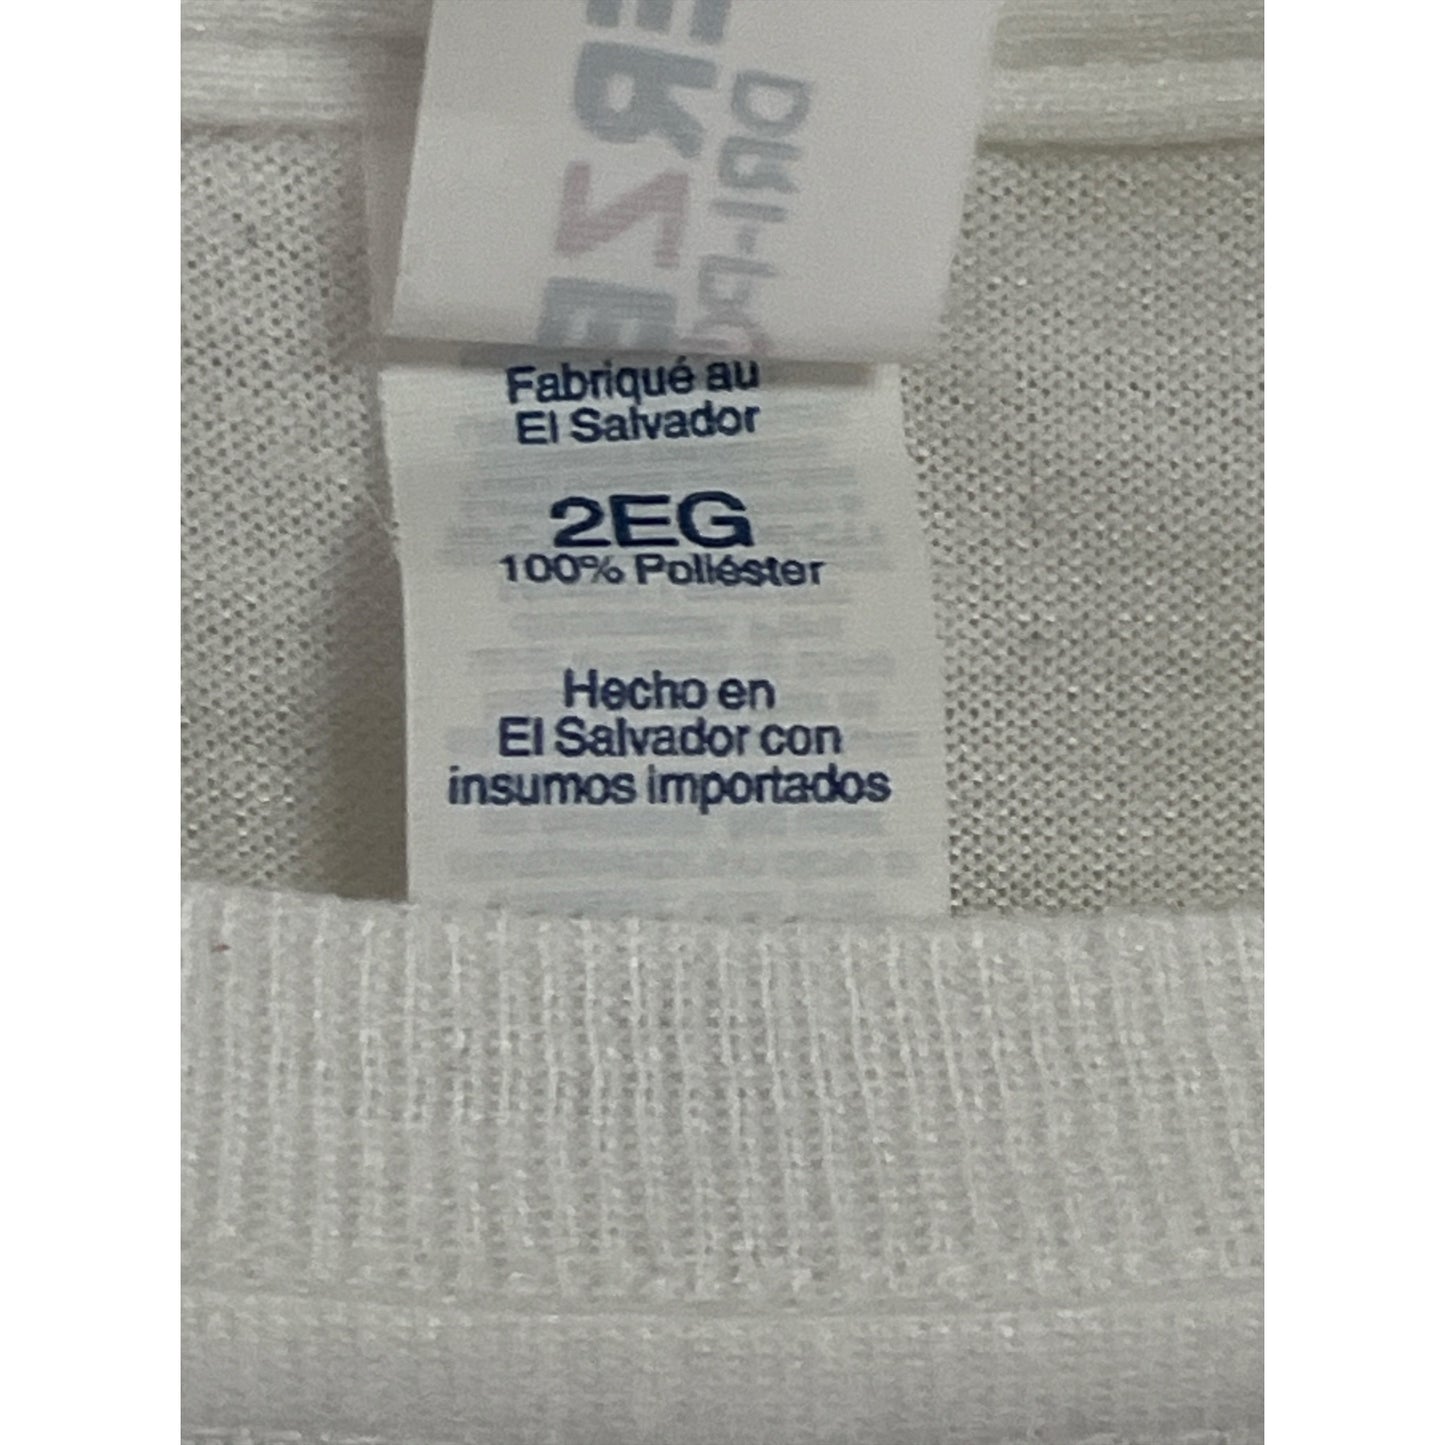 Fabriqué au
El Salvador
2EG
100% Poliéster
Hecho en
El Salvador con
insumos importados